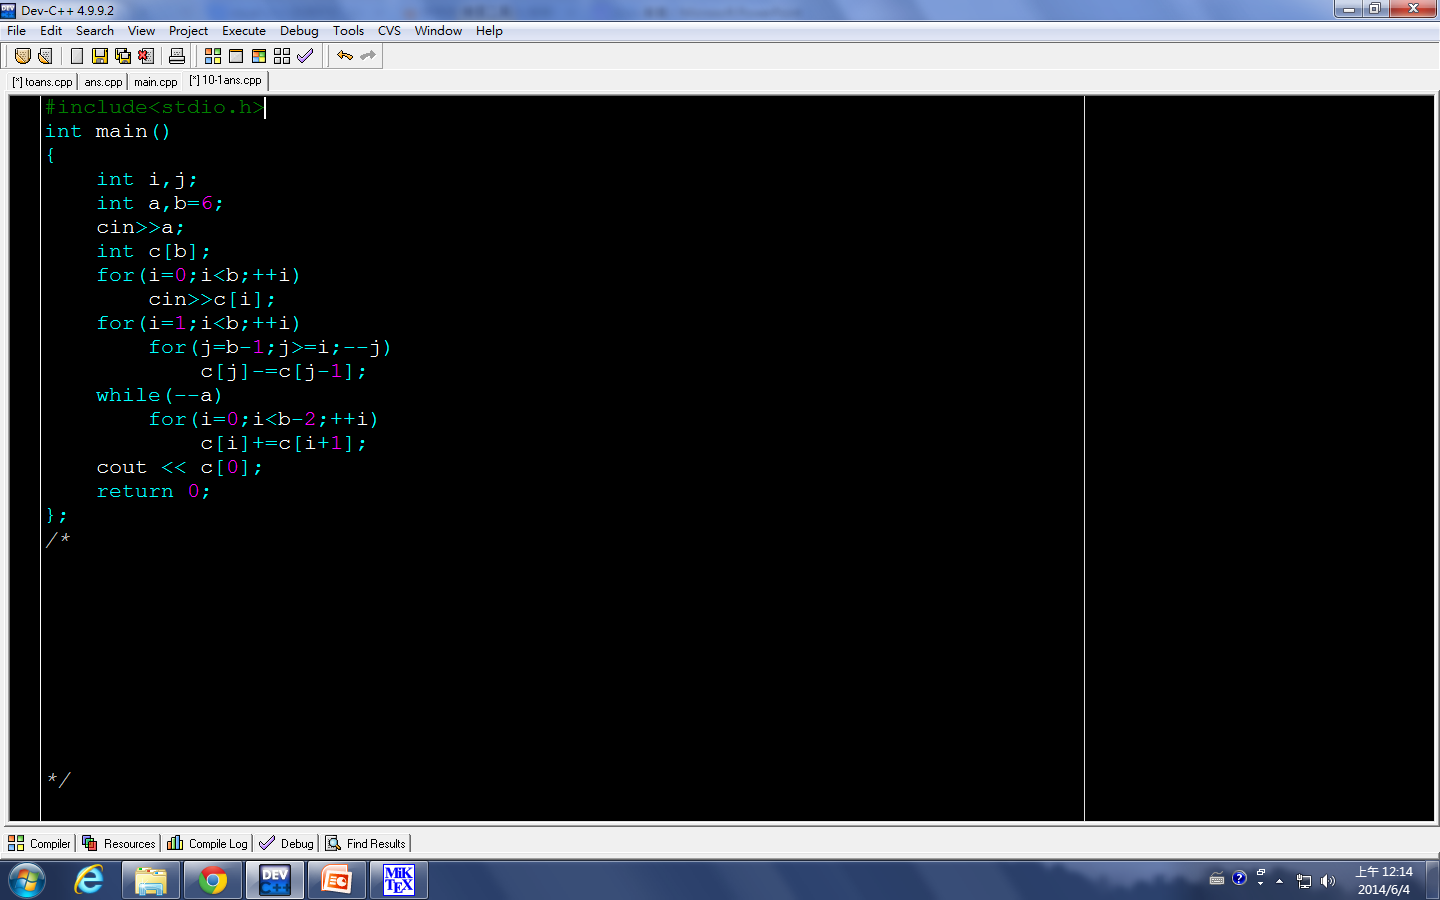 Dev-C++ 4.9.9.2
File Edit Search View Project Execute Debug Tools CVS Window Help
[*] toans.cpp ans.cpp main.cpp [*] 10-1ans.cpp
#include<stdio.h>
int main()
{
    int i,j;
    int a,b=6;
    cin>>a;
    int c[b];
    for(i=0;i<b;++i)
        cin>>c[i];
    for(i=1;i<b;++i)
        for(j=b-1;j>=i;--j)
            c[j]-=c[j-1];
    while(--a)
        for(i=0;i<b-2;++i)
            c[i]+=c[i+1];
    cout << c[0];
    return 0;
};
/*
*/
Compiler Resources Compile Log Debug Find Results
DEV C++
MiKTEX
上午 12:14
2014/6/4